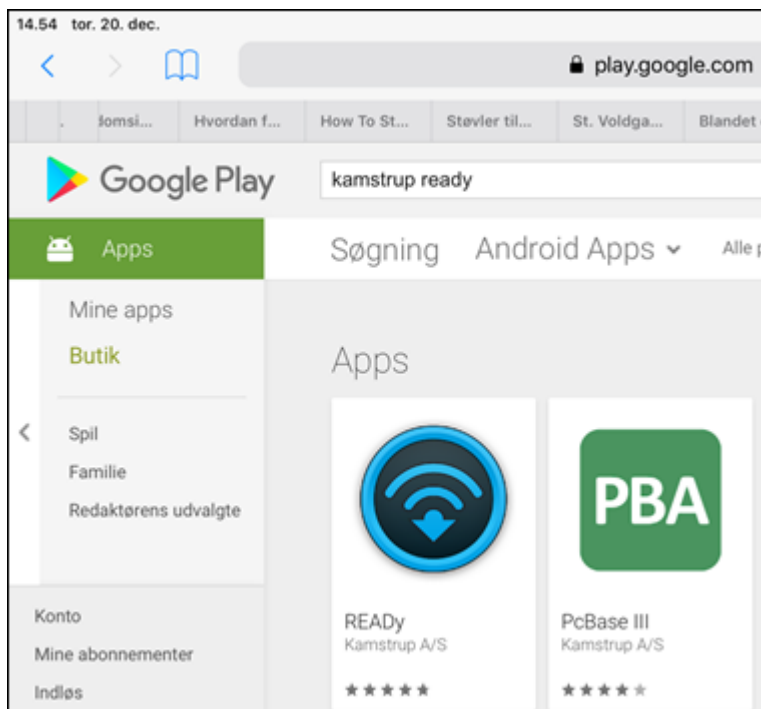 14.54 tor. 20. dec.
play.google.com
. domsi... Hvordan f... How To St... Støvler til... St. Voldga... Blandet
Google Play kamstrup ready
Apps Søgning Android Apps Alle p
Mine apps
Butik
Apps
Spil
Familie
Redaktørens udvalgte
PBA
Konto
Mine abonnementer
Indløs
READy
Kamstrup A/S
PcBase III
Kamstrup A/S